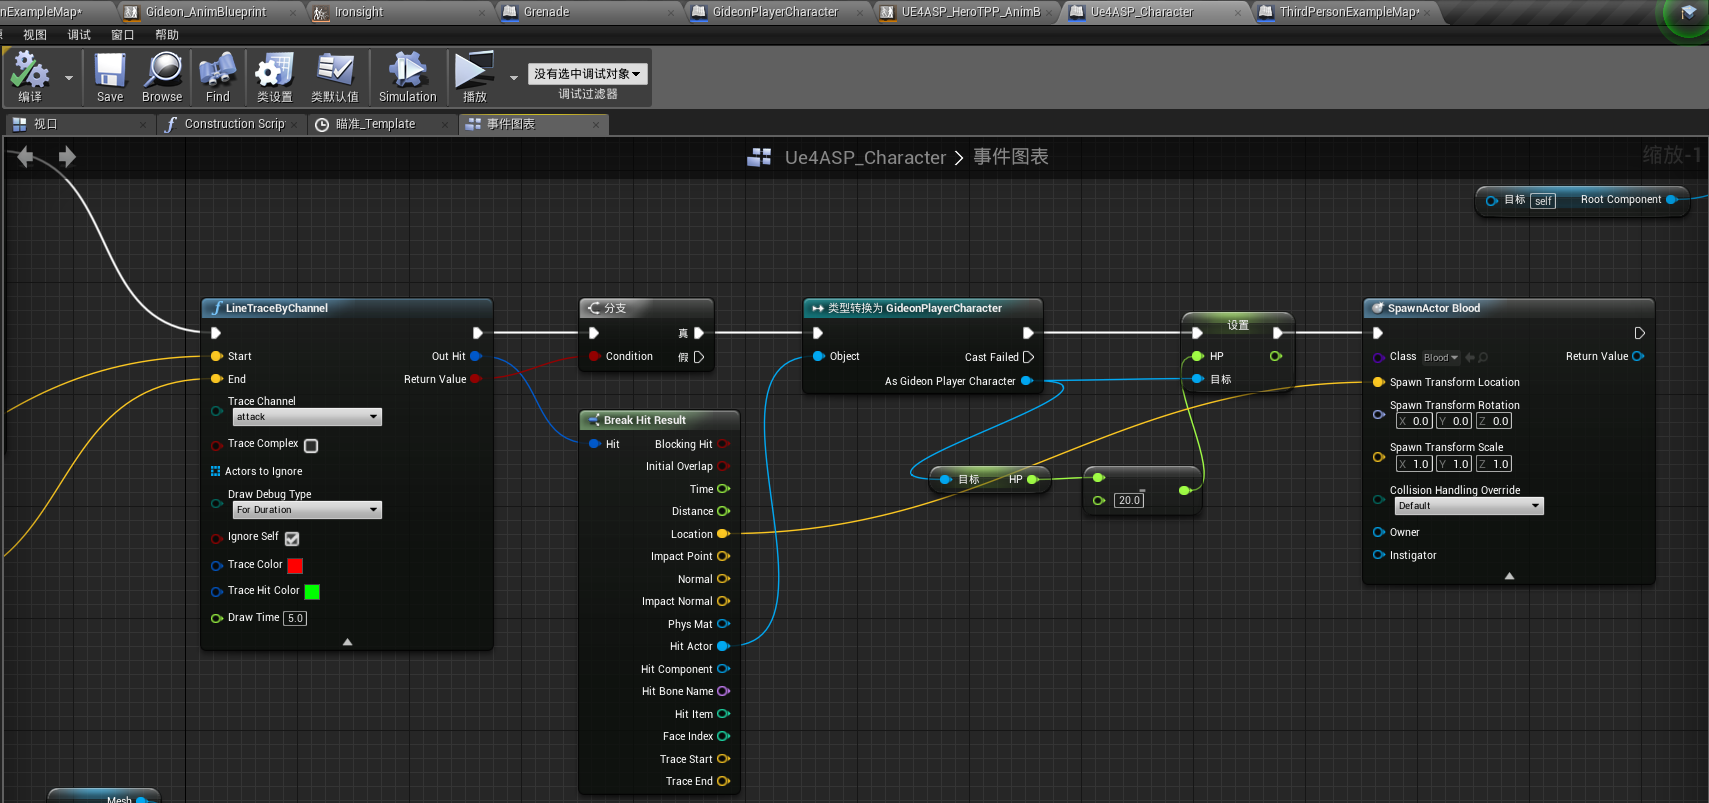 nExampleMap*
Gideon_AnimBlueprint
Ironsight
Grenade
GideonPlayerCharacter
UE4ASP_HeroTPP_AnimB
Ue4ASP_Character
ThirdPersonExampleMap*
视图 调试 窗口 帮助
编译
Save
Browse
Find
类设置
类默认值
Simulation
播放
没有选中调试对象
调试过滤器
视口
Construction Scrip
瞄准_Template
事件图表
Ue4ASP_Character > 事件图表
缩放-1
目标 self Root Component
LineTraceByChannel
Start
End
Out Hit
Return Value
Trace Channel
attack
Trace Complex
Actors to Ignore
Draw Debug Type
For Duration
Ignore Self
Trace Color
Trace Hit Color
Draw Time 5.0
分支
真
Condition 假
Break Hit Result
Hit
Blocking Hit
Initial Overlap
Time
Distance
Location
Impact Point
Normal
Impact Normal
Phys Mat
Hit Actor
Hit Component
Hit Bone Name
Hit Item
Face Index
Trace Start
Trace End
类型转换为 GideonPlayerCharacter
Object
Cast Failed
As Gideon Player Character
设置
HP
目标
目标 HP
-
20.0
SpawnActor Blood
Class Blood
Return Value
Spawn Transform Location
Spawn Transform Rotation
X 0.0 Y 0.0 Z 0.0
Spawn Transform Scale
X 1.0 Y 1.0 Z 1.0
Collision Handling Override
Default
Owner
Instigator
Mesh